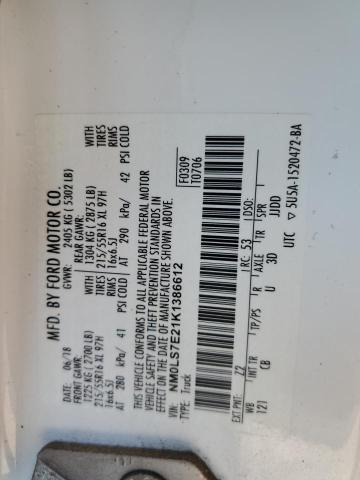 MFD. BY FORD MOTOR CO.
DATE: 06/18 GVWR: 2405 KG (5302 LB)
FRONT GAWR: REAR GAWR:
1225 KG (2700 LB) WITH 1304 KG (2875 LB) WITH
215/55R16 XL 97H TIRES 215/55R16 XL 97H TIRES
16x6.5J RIMS 16x6.5J RIMS
AT 280 kPa/ 41 PSI COLD AT 290 kPa/ 42 PSI COLD
THIS VEHICLE CONFORMS TO ALL APPLICABLE FEDERAL MOTOR
VEHICLE SAFETY AND THEFT PREVENTION STANDARDS IN
EFFECT ON THE DATE OF MANUFACTURE SHOWN ABOVE.
VIN: NM0LS7E21K1386612 F0309
TYPE: Truck T0706
EXT PNT: Z2 RC: 53 DSO:
WB INT TR TP/PS R AXLE TR SPR
121 CB U 3D JJDD
UTC ▽5U5A-1520472-BA